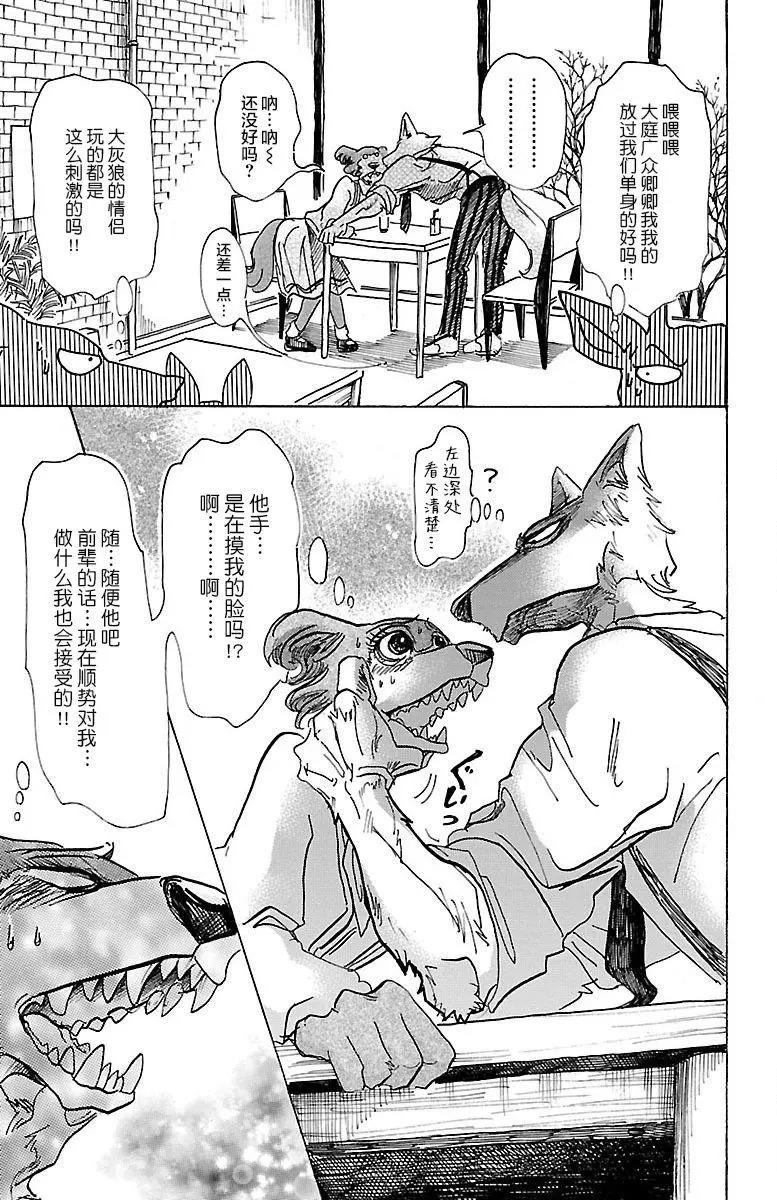 喂喂喂
大庭广众卿卿我我的
放过我们单身的好吗!!
…………
呐…呐~
还没好吗?
还差一点…
大灰狼的情侣
玩的都是
这么刺激的吗!!
?
左边深处
看不清楚…
他手…
是在摸我的脸吗!?
啊………啊………
ぐい
随…随便他吧
前辈的话…现在顺势对我…
做什么我也会接受的!!